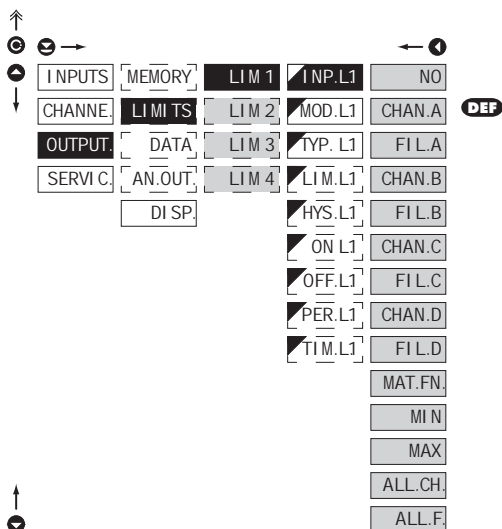 INPUTS MEMORY LIM 1 INP.L1 NO
CHANNE. LIMITS LIM 2 MOD.L1 CHAN.A DEF
OUTPUT. DATA LIM 3 TYP. L1 FIL.A
SERVIC. AN.OUT. LIM 4 LIM.L1 CHAN.B
DISP. HYS.L1 FIL.B
ON L1 CHAN.C
OFF.L1 FIL.C
PER.L1 CHAN.D
TIM.L1 FIL.D
MAT.FN.
MIN
MAX
ALL.CH.
ALL.F.